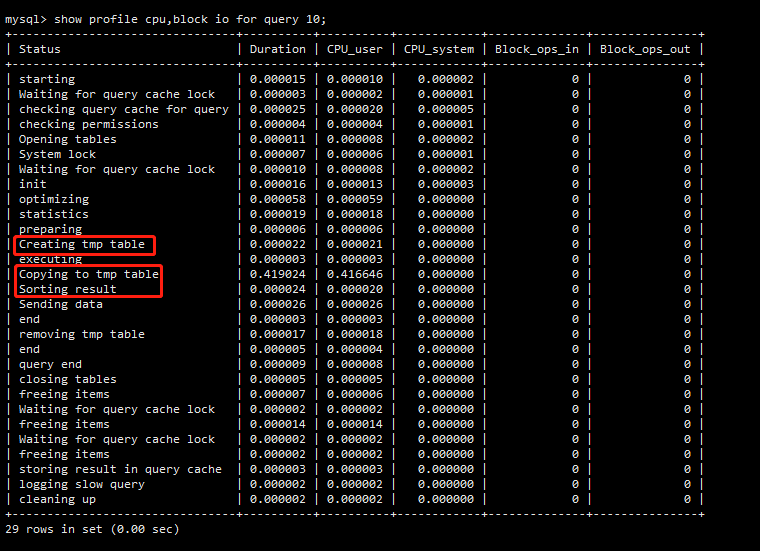 mysql> show profile cpu,block io for query 10;
+--------------------------------+----------+----------+------------+--------------+---------------+
| Status                         | Duration | CPU_user | CPU_system | Block_ops_in | Block_ops_out |
+--------------------------------+----------+----------+------------+--------------+---------------+
| starting                       | 0.000015 | 0.000010 |   0.000002 |            0 |             0 |
| Waiting for query cache lock   | 0.000003 | 0.000002 |   0.000001 |            0 |             0 |
| checking query cache for query | 0.000025 | 0.000020 |   0.000005 |            0 |             0 |
| checking permissions           | 0.000004 | 0.000004 |   0.000001 |            0 |             0 |
| Opening tables                 | 0.000011 | 0.000008 |   0.000002 |            0 |             0 |
| System lock                    | 0.000007 | 0.000006 |   0.000001 |            0 |             0 |
| Waiting for query cache lock   | 0.000010 | 0.000008 |   0.000002 |            0 |             0 |
| init                           | 0.000016 | 0.000013 |   0.000003 |            0 |             0 |
| optimizing                     | 0.000058 | 0.000059 |   0.000000 |            0 |             0 |
| statistics                     | 0.000019 | 0.000018 |   0.000000 |            0 |             0 |
| preparing                      | 0.000006 | 0.000006 |   0.000000 |            0 |             0 |
| Creating tmp table             | 0.000022 | 0.000021 |   0.000000 |            0 |             0 |
| executing                      | 0.000003 | 0.000003 |   0.000000 |            0 |             0 |
| Copying to tmp table           | 0.419024 | 0.416646 |   0.000000 |            0 |             0 |
| Sorting result                 | 0.000024 | 0.000020 |   0.000000 |            0 |             0 |
| Sending data                   | 0.000026 | 0.000026 |   0.000000 |            0 |             0 |
| end                            | 0.000003 | 0.000003 |   0.000000 |            0 |             0 |
| removing tmp table             | 0.000017 | 0.000018 |   0.000000 |            0 |             0 |
| end                            | 0.000005 | 0.000004 |   0.000000 |            0 |             0 |
| query end                      | 0.000009 | 0.000008 |   0.000000 |            0 |             0 |
| closing tables                 | 0.000005 | 0.000005 |   0.000000 |            0 |             0 |
| freeing items                  | 0.000007 | 0.000006 |   0.000000 |            0 |             0 |
| Waiting for query cache lock   | 0.000002 | 0.000002 |   0.000000 |            0 |             0 |
| freeing items                  | 0.000014 | 0.000014 |   0.000000 |            0 |             0 |
| Waiting for query cache lock   | 0.000002 | 0.000002 |   0.000000 |            0 |             0 |
| freeing items                  | 0.000002 | 0.000002 |   0.000000 |            0 |             0 |
| storing result in query cache  | 0.000003 | 0.000003 |   0.000000 |            0 |             0 |
| logging slow query             | 0.000002 | 0.000002 |   0.000000 |            0 |             0 |
| cleaning up                    | 0.000002 | 0.000002 |   0.000000 |            0 |             0 |
+--------------------------------+----------+----------+------------+--------------+---------------+
29 rows in set (0.00 sec)